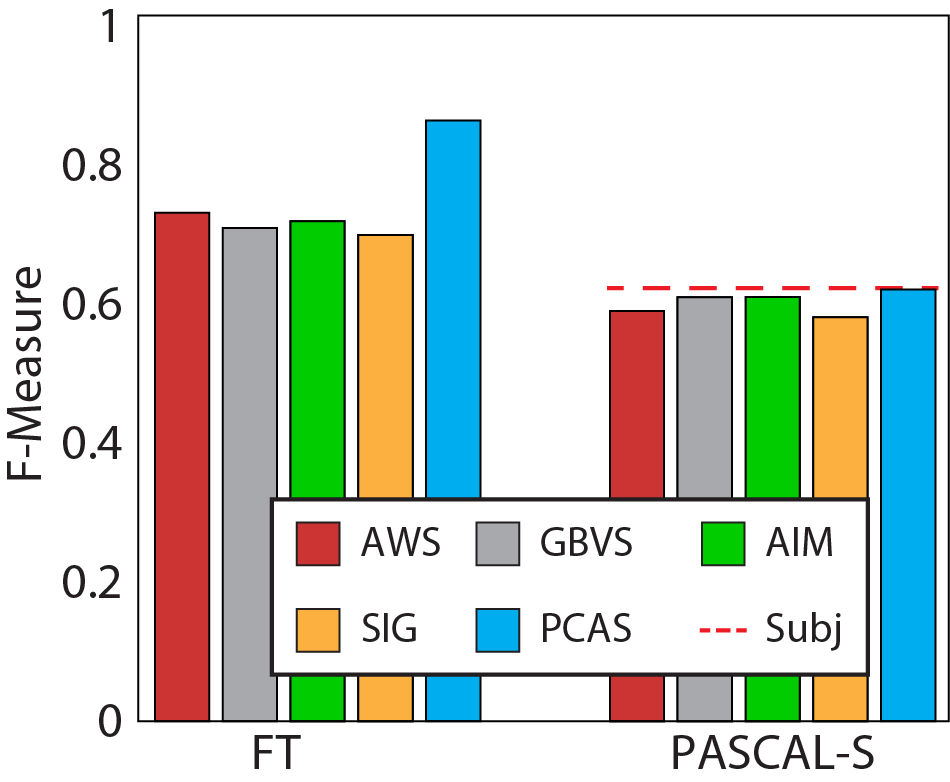 F-Measure
1
0.8
0.6
0.4
0.2
0
AWS GBVS AIM
SIG PCAS Subj
FT PASCAL-S